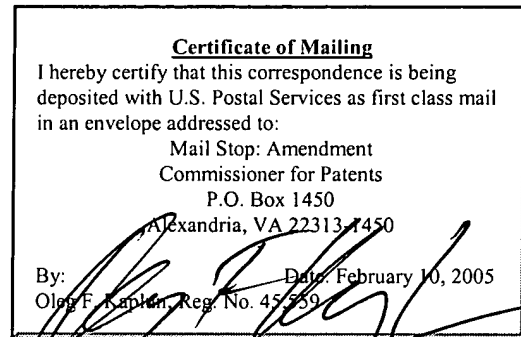 Certificate of Mailing
I hereby certify that this correspondence is being
deposited with U.S. Postal Services as first class mail
in an envelope addressed to:
Mail Stop: Amendment
Commissioner for Patents
P.O. Box 1450
Alexandria, VA 22313-1450
By: Date: February 10, 2005
Oleg F. Kaplun, Reg. No. 45,559